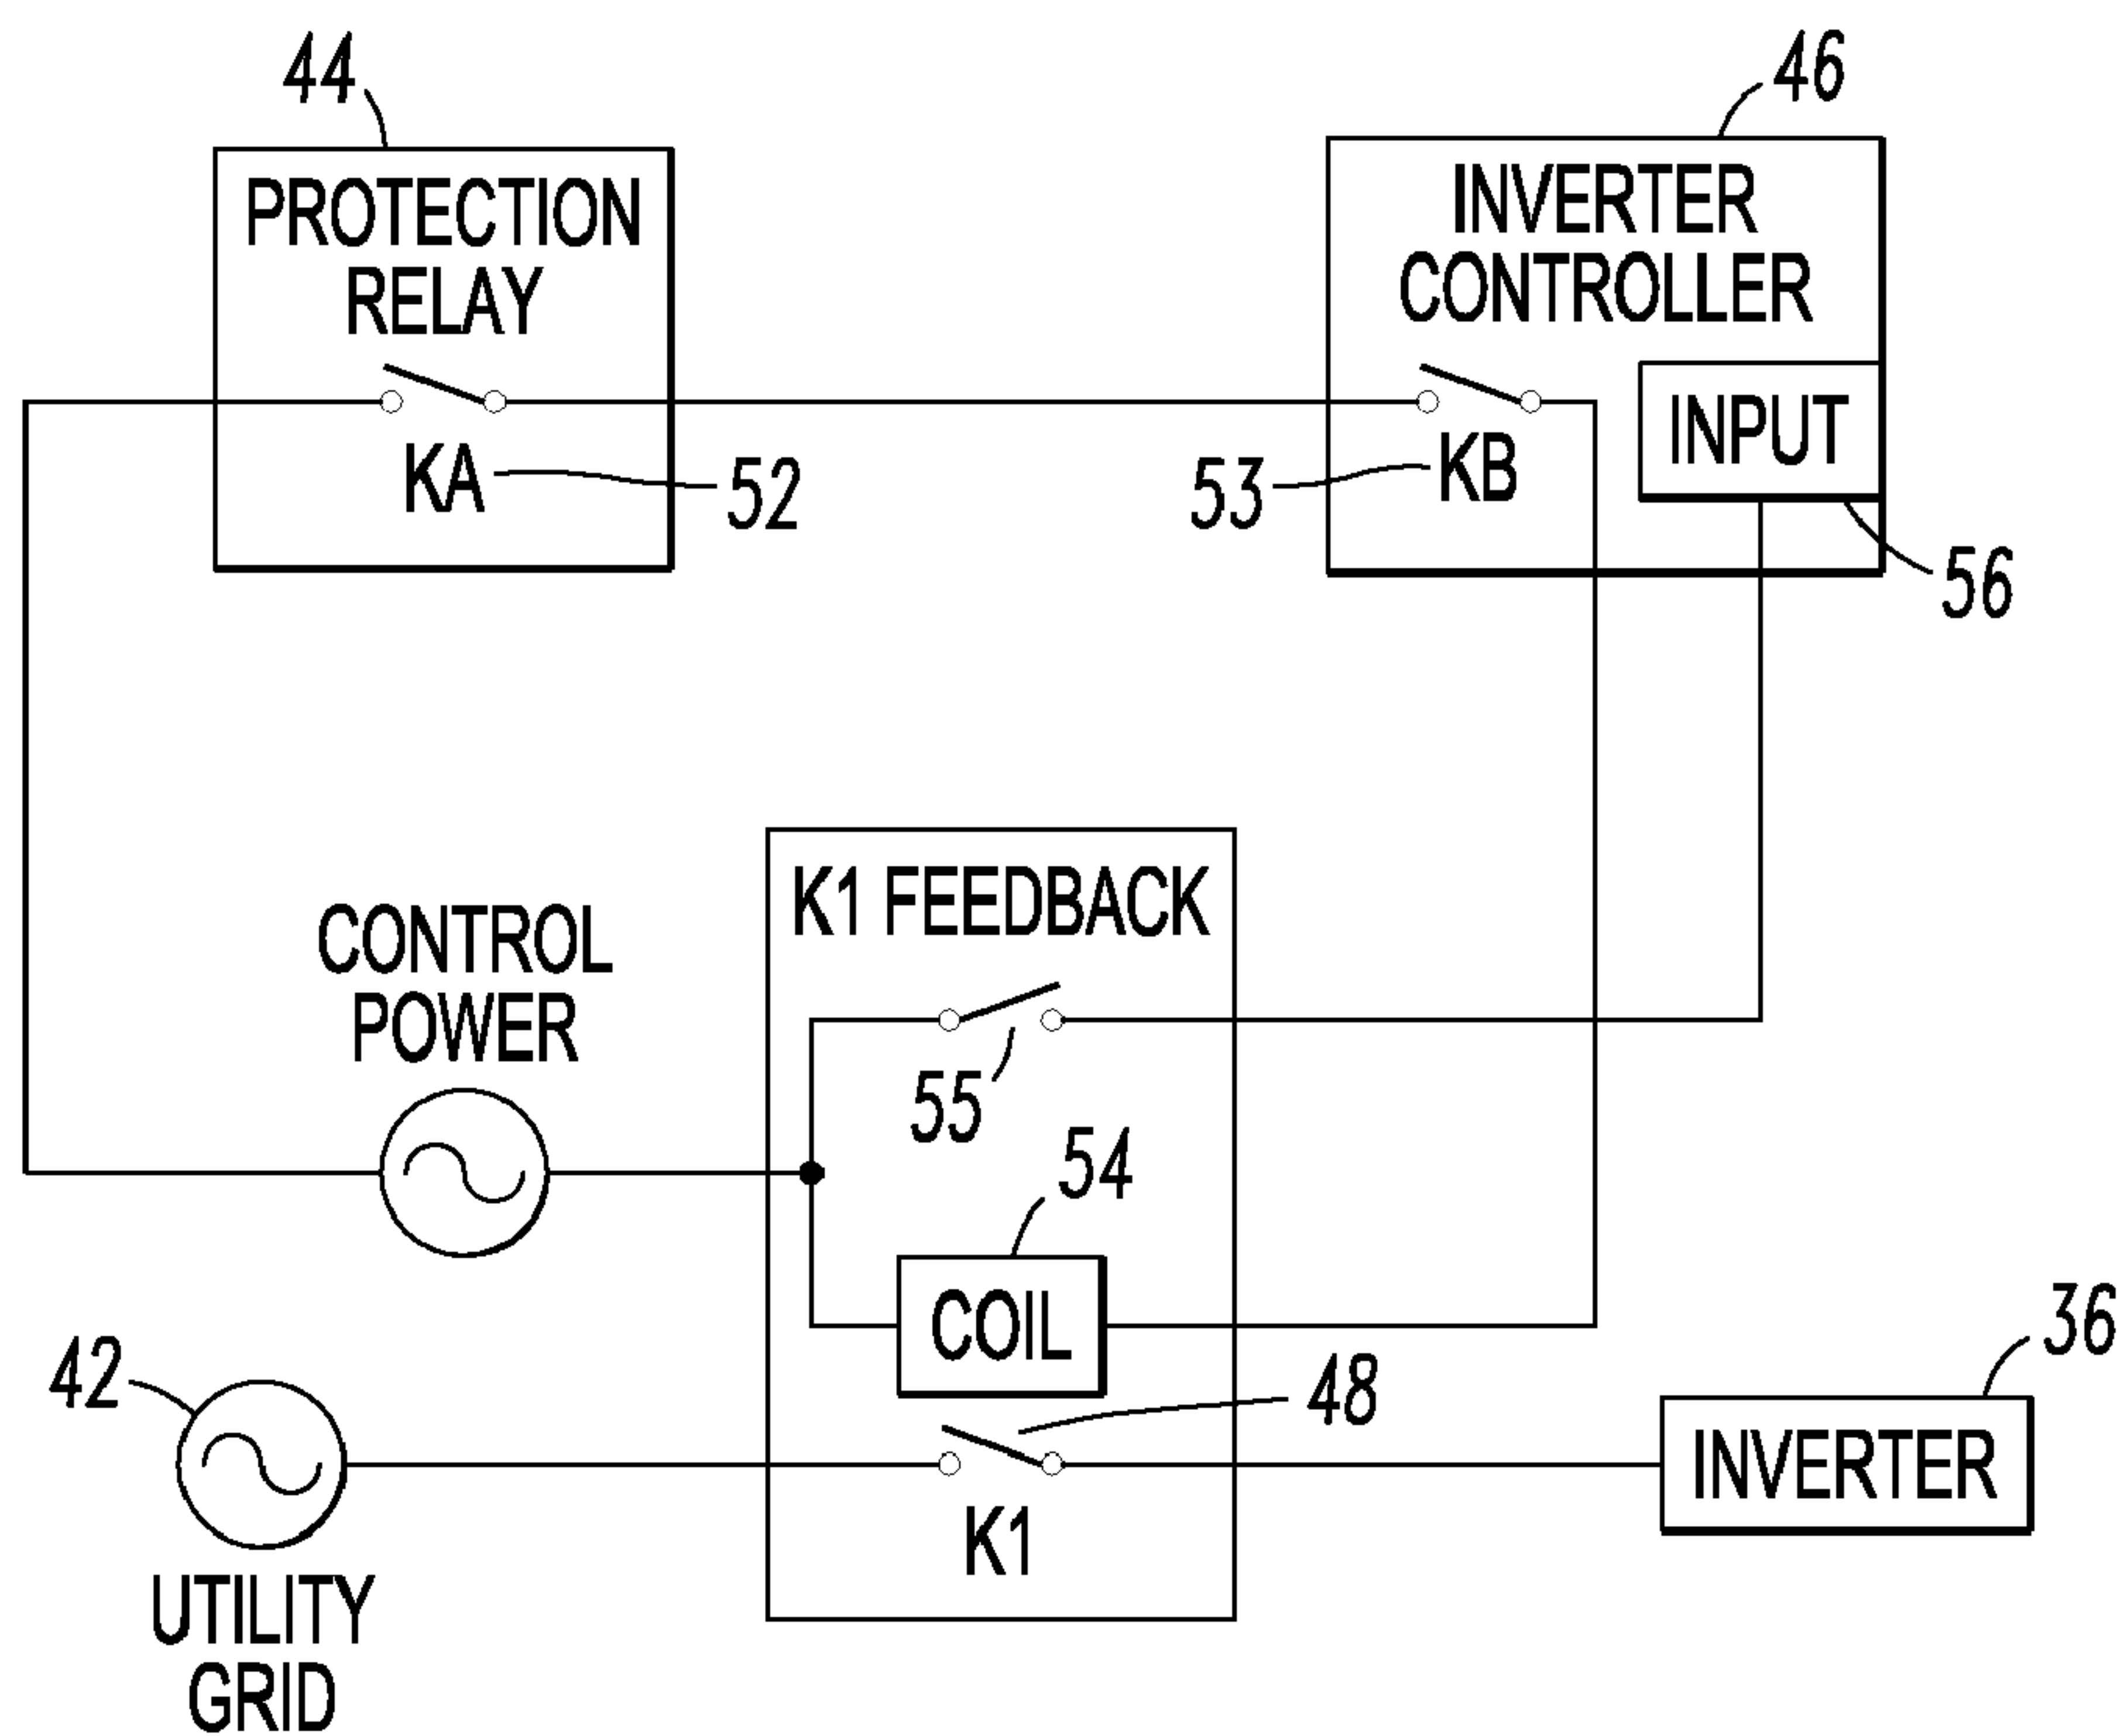 44
46
PROTECTION
RELAY
INVERTER
CONTROLLER
INPUT
KA
52
53
KB
56
K1 FEEDBACK
CONTROL
POWER
55
54
COIL
42
48
36
INVERTER
K1
UTILITY
GRID